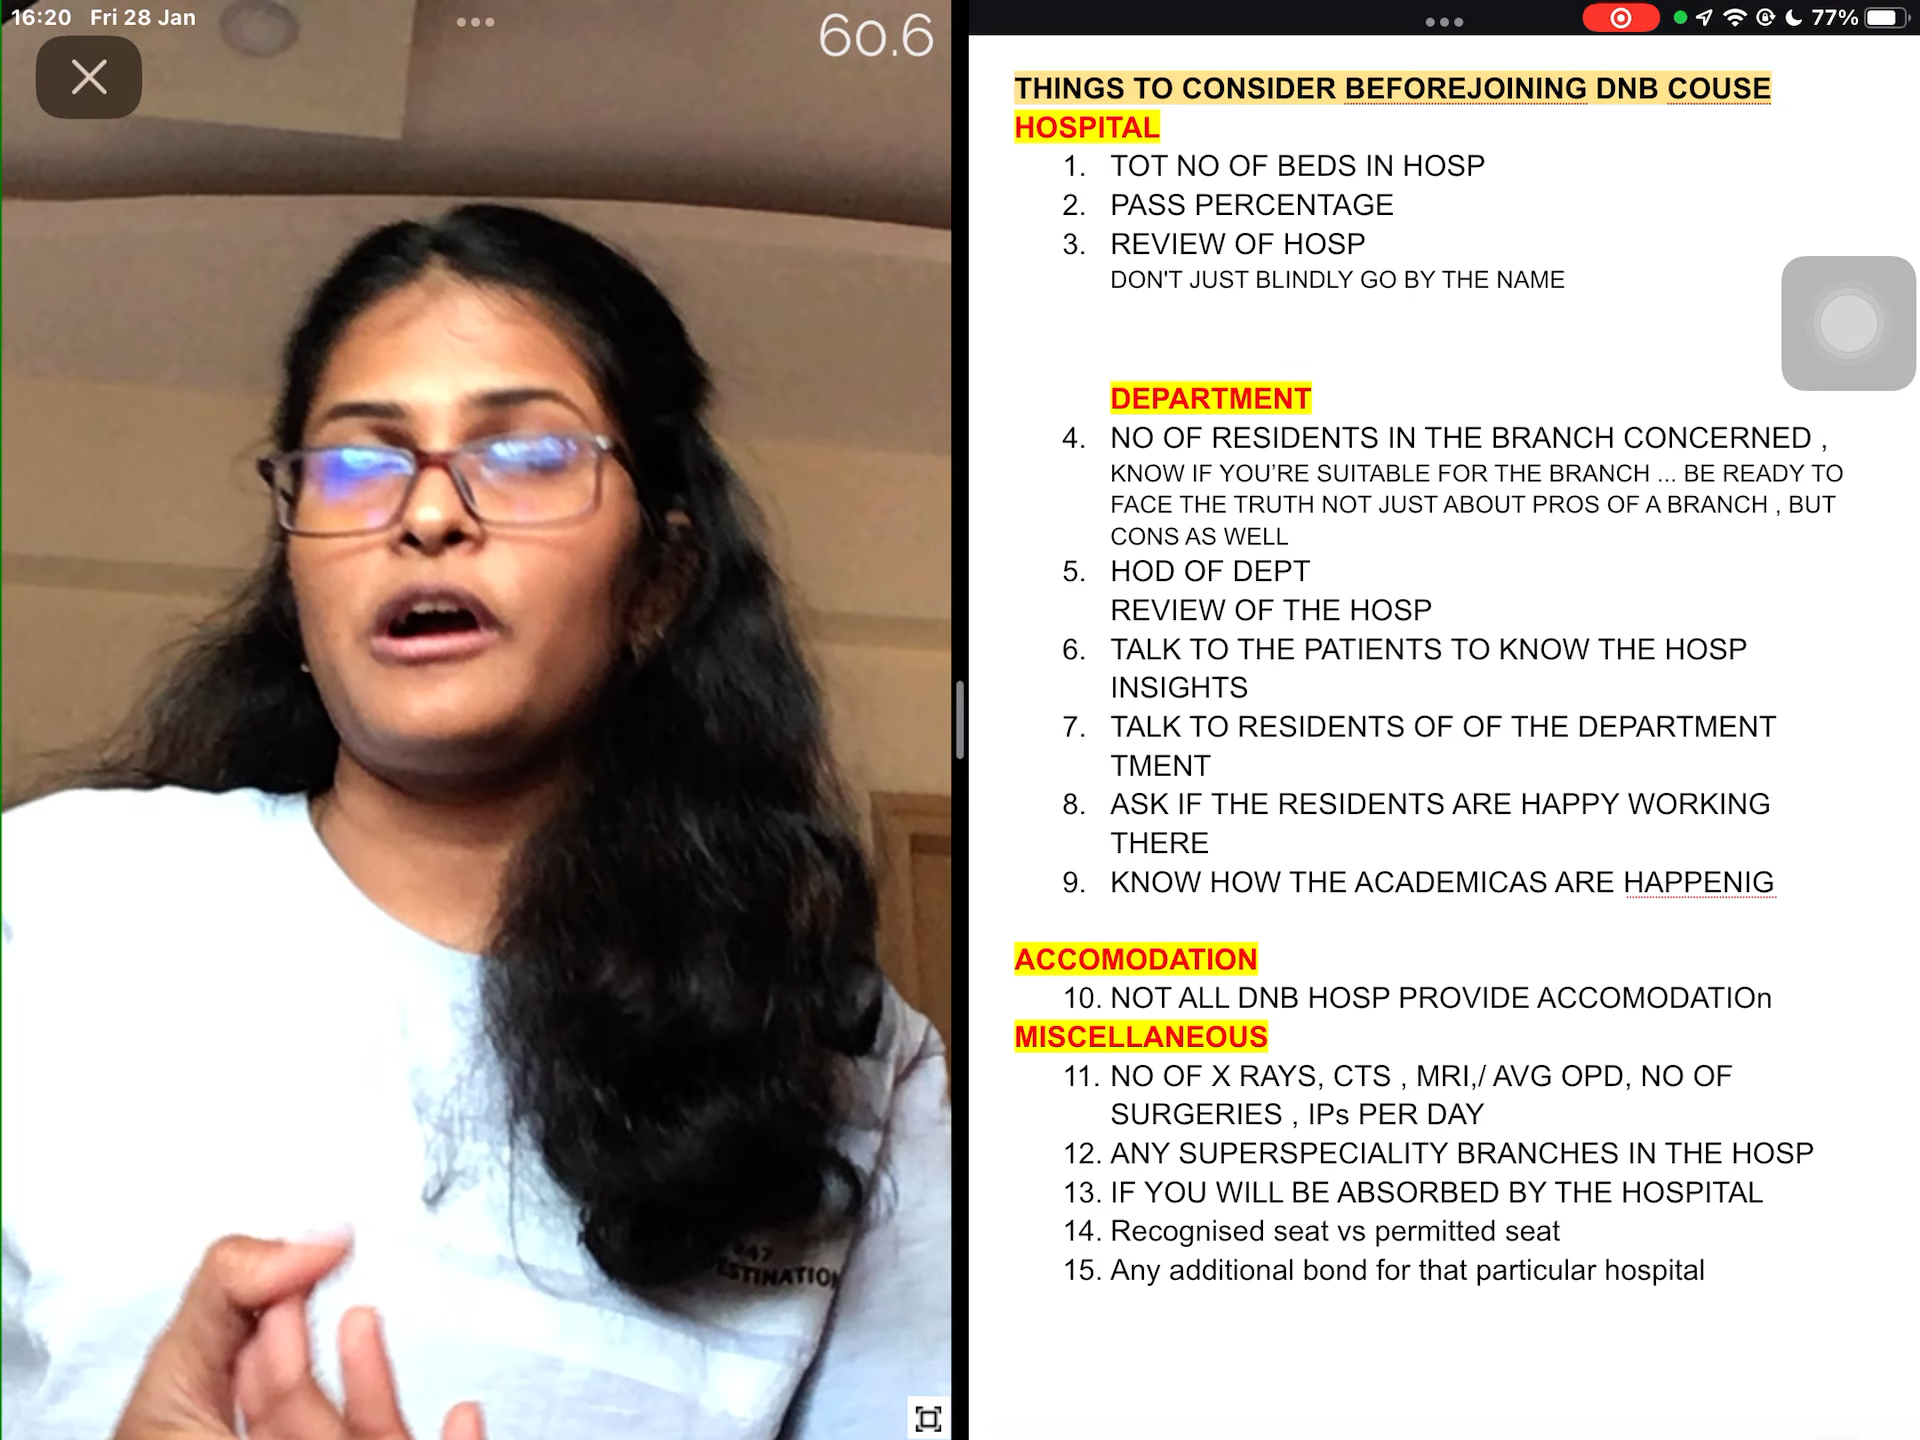 16:20 Fri 28 Jan
60.6
77%
THINGS TO CONSIDER BEFOREJOINING DNB COUSE
HOSPITAL
1. TOT NO OF BEDS IN HOSP
2. PASS PERCENTAGE
3. REVIEW OF HOSP
DON'T JUST BLINDLY GO BY THE NAME
DEPARTMENT
4. NO OF RESIDENTS IN THE BRANCH CONCERNED ,
KNOW IF YOU’RE SUITABLE FOR THE BRANCH ... BE READY TO
FACE THE TRUTH NOT JUST ABOUT PROS OF A BRANCH , BUT
CONS AS WELL
5. HOD OF DEPT
REVIEW OF THE HOSP
6. TALK TO THE PATIENTS TO KNOW THE HOSP
INSIGHTS
7. TALK TO RESIDENTS OF OF THE DEPARTMENT
TMENT
8. ASK IF THE RESIDENTS ARE HAPPY WORKING
THERE
9. KNOW HOW THE ACADEMICAS ARE HAPPENIG
ACCOMODATION
10. NOT ALL DNB HOSP PROVIDE ACCOMODATIOn
MISCELLANEOUS
11. NO OF X RAYS, CTS , MRI,/ AVG OPD, NO OF
SURGERIES , IPs PER DAY
12. ANY SUPERSPECIALITY BRANCHES IN THE HOSP
13. IF YOU WILL BE ABSORBED BY THE HOSPITAL
14. Recognised seat vs permitted seat
15. Any additional bond for that particular hospital